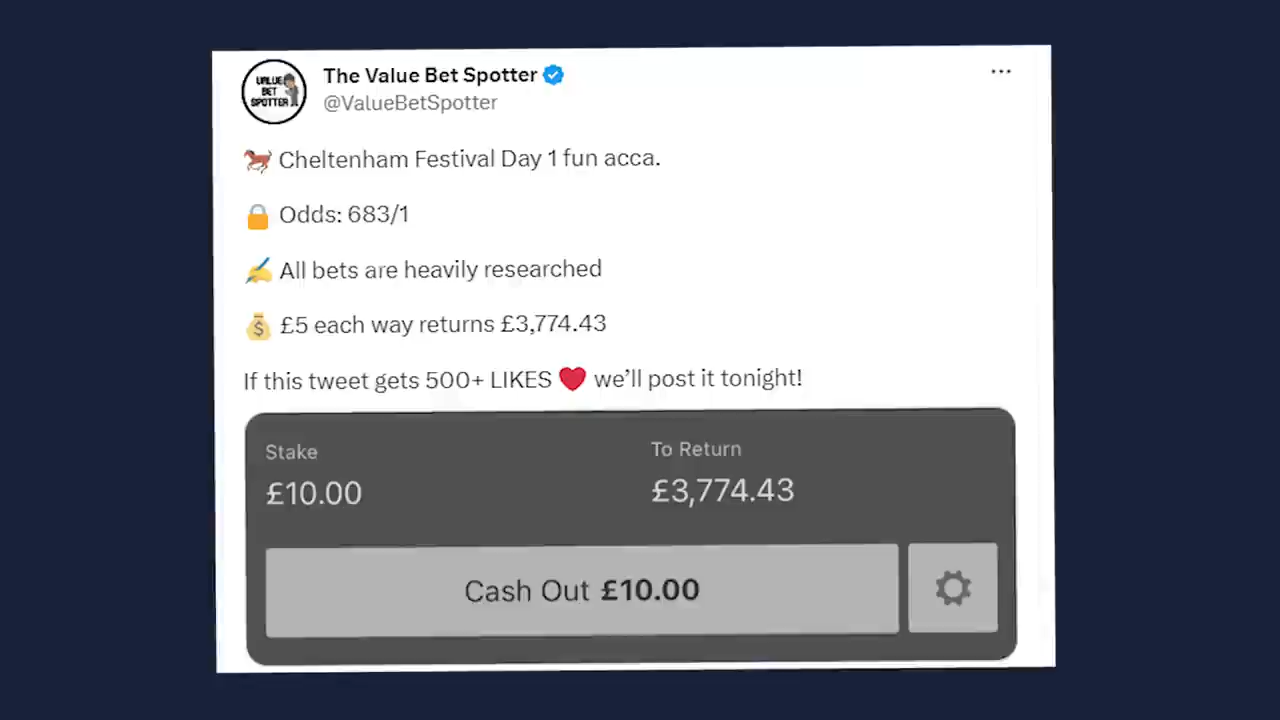 VALUE
BET
SPOTTER
The Value Bet Spotter
@ValueBetSpotter
Cheltenham Festival Day 1 fun acca.
Odds: 683/1
All bets are heavily researched
£5 each way returns £3,774.43
If this tweet gets 500+ LIKES ❤️ we'll post it tonight!
Stake
To Return
£10.00
£3,774.43
Cash Out £10.00